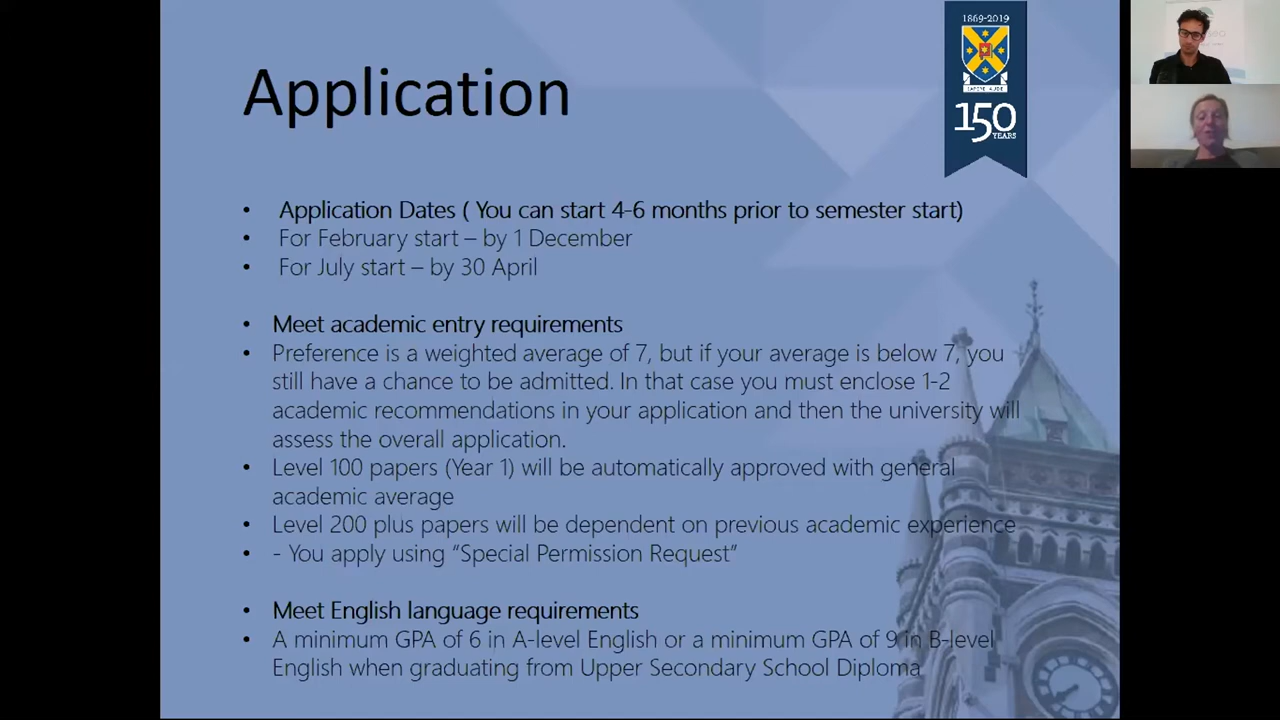 1869-2019
SAPERE AUDE
150
YEARS
Application
• Application Dates ( You can start 4-6 months prior to semester start)
• For February start – by 1 December
• For July start – by 30 April
• Meet academic entry requirements
• Preference is a weighted average of 7, but if your average is below 7, you
still have a chance to be admitted. In that case you must enclose 1-2
academic recommendations in your application and then the university will
assess the overall application.
• Level 100 papers (Year 1) will be automatically approved with general
academic average
• Level 200 plus papers will be dependent on previous academic experience
• - You apply using “Special Permission Request”
• Meet English language requirements
• A minimum GPA of 6 in A-level English or a minimum GPA of 9 in B-level
English when graduating from Upper Secondary School Diploma